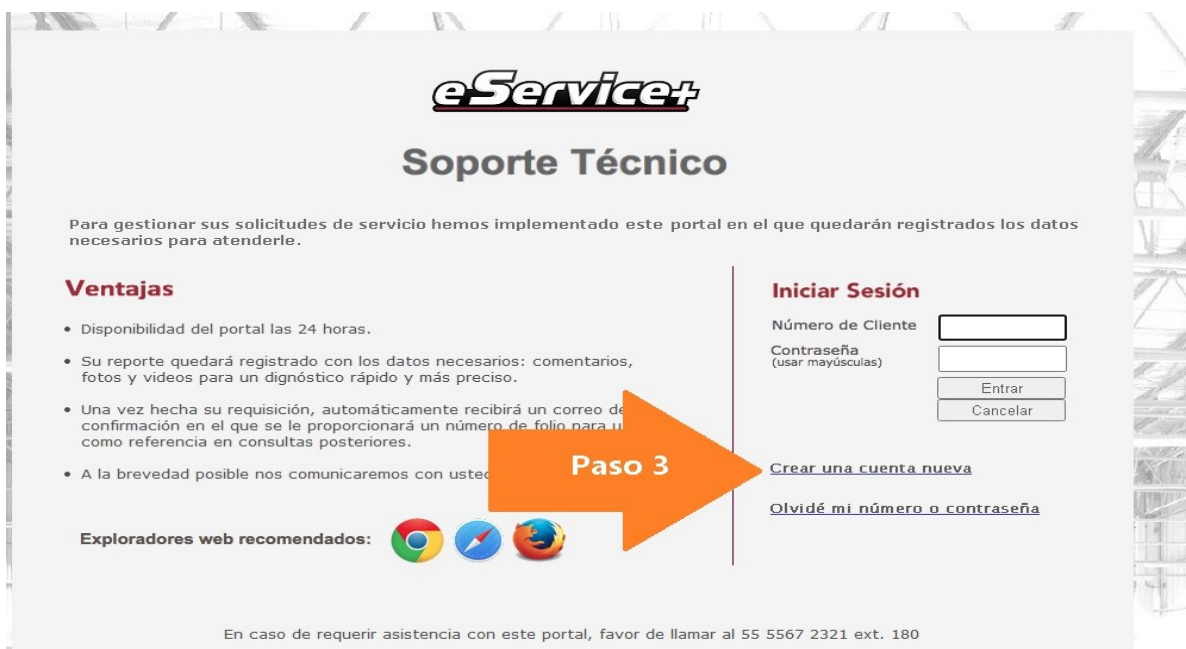 eService+
Soporte Técnico
Para gestionar sus solicitudes de servicio hemos implementado este portal en el que quedarán registrados los datos
necesarios para atenderle.
Ventajas
• Disponibilidad del portal las 24 horas.
• Su reporte quedará registrado con los datos necesarios: comentarios,
fotos y videos para un dignóstico rápido y más preciso.
• Una vez hecha su requisición, automáticamente recibirá un correo de
confirmación en el que se le proporcionará un número de folio para
como referencia en consultas posteriores.
• A la brevedad posible nos comunicaremos con
Exploradores web recomendados:
Paso 3
Iniciar Sesión
Número de Cliente
Contraseña
(usar mayúsculas)
Entrar
Cancelar
Crear una cuenta nueva
Olvidé mi número o contraseña
En caso de requerir asistencia con este portal, favor de llamar al 55 5567 2321 ext. 180